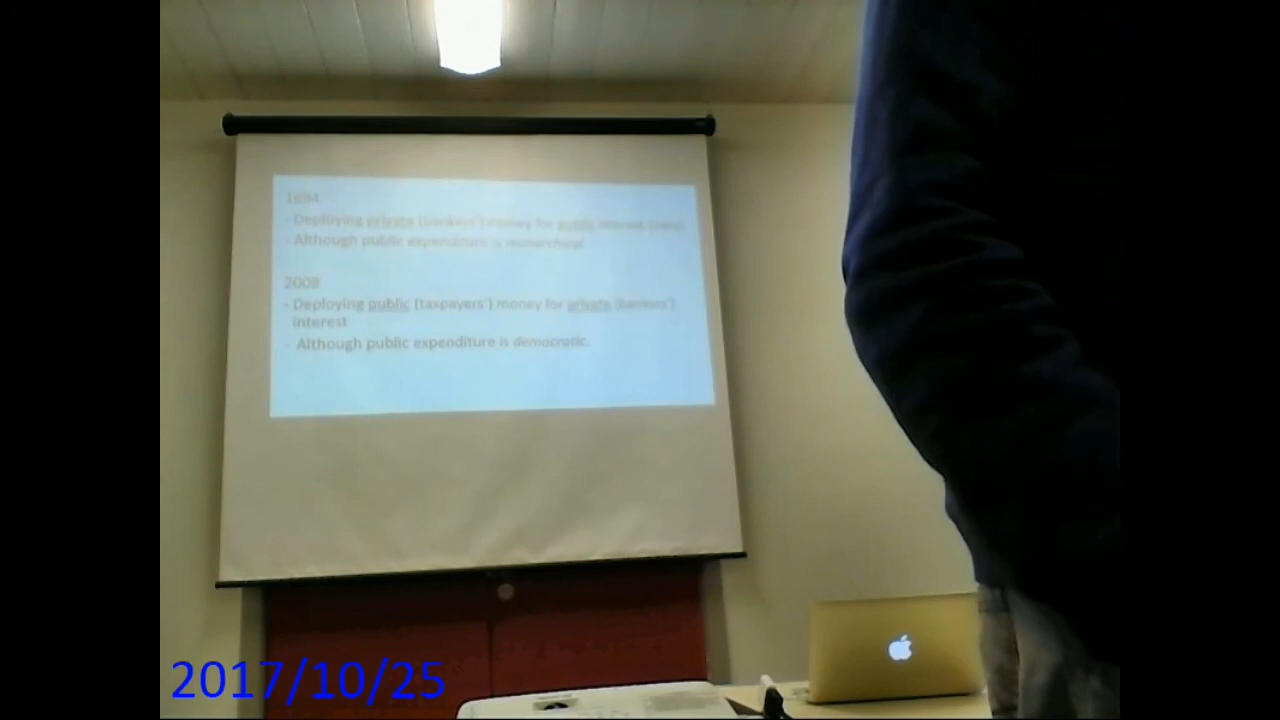 1694
- Deploying private (bankers') money for public interest (war)
- Although public expenditure is monarchical
2008
- Deploying public (taxpayers') money for private (bankers')
interest
- Although public expenditure is democratic.
2017/10/25